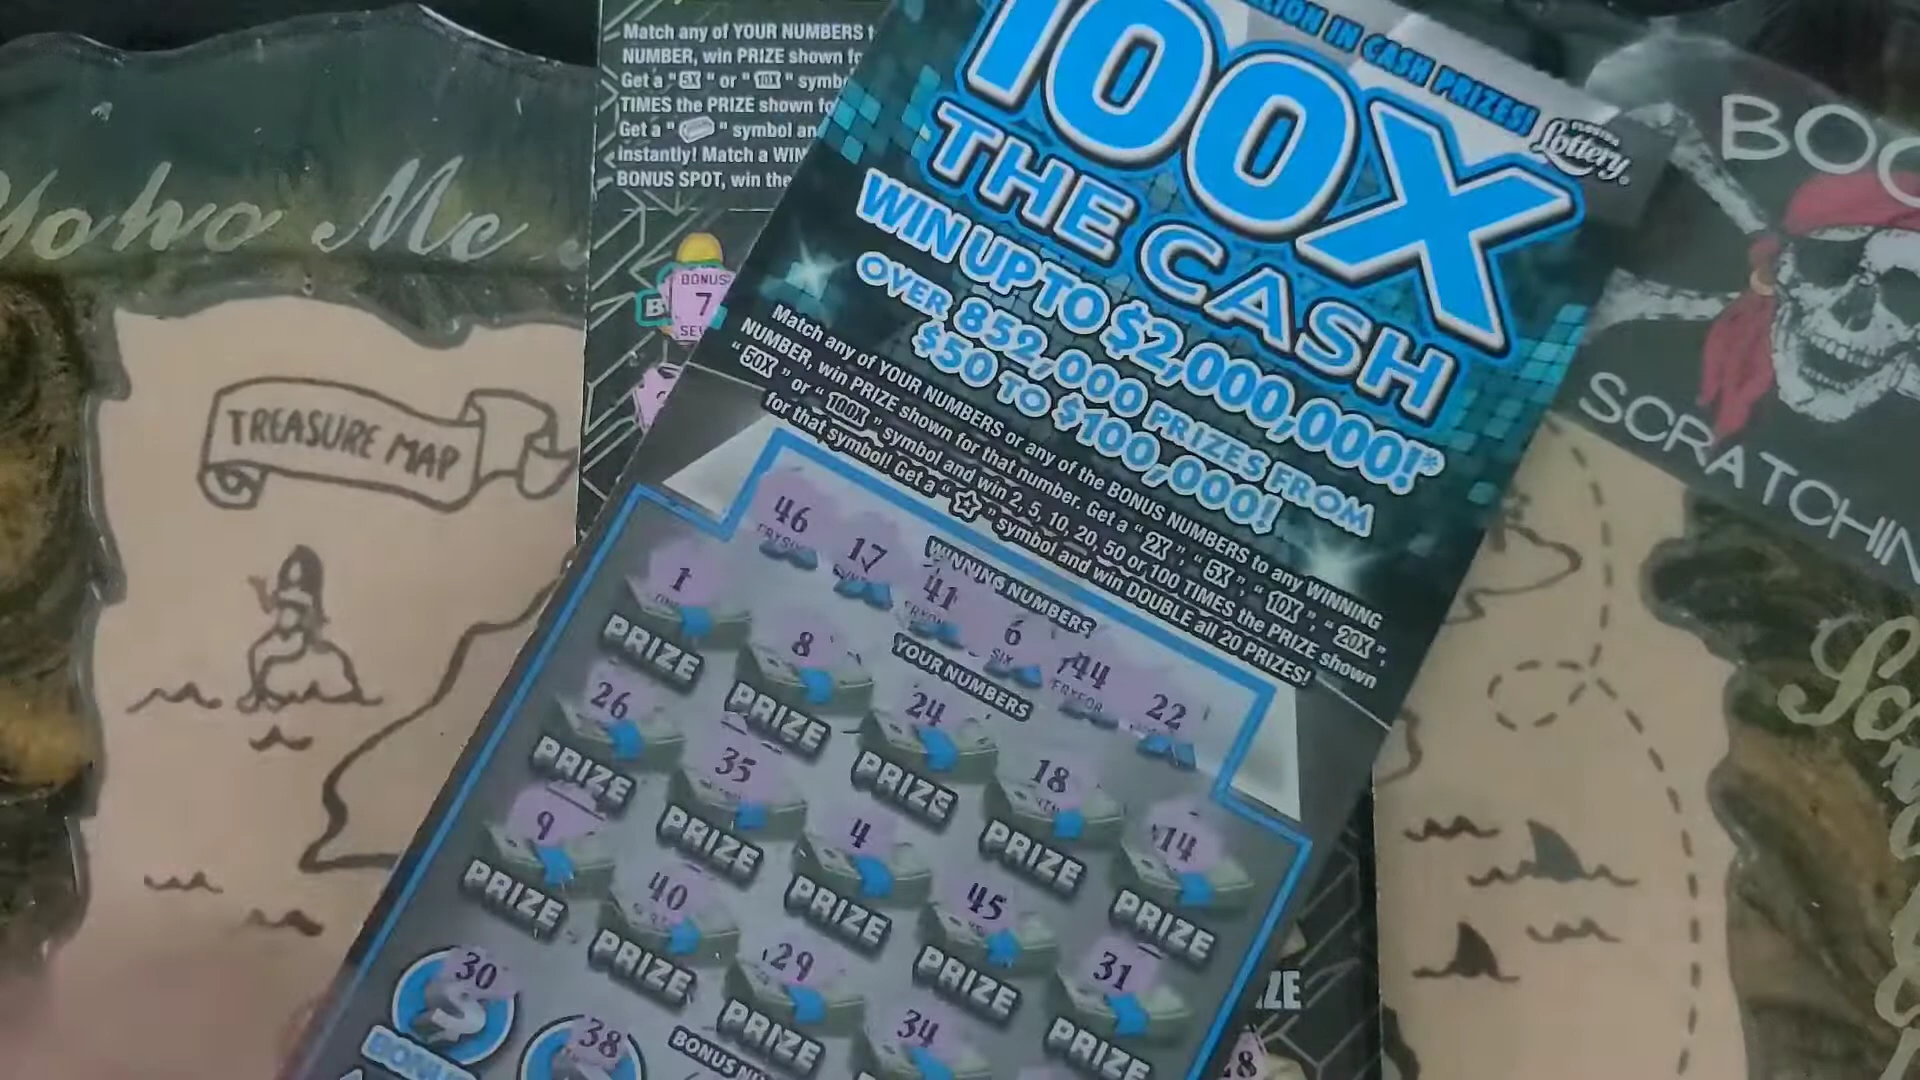 Match any of YOUR NUMBERS
NUMBER, win PRIZE shown
Get a " 5X " or " 10X "
TIMES the PRIZE shown
Get a " " symbol
instantly! Match a
BONUS SPOT, win the
BONUS
7
Yoho Me
TREASURE MAP
IN CASH PRIZES!
Lottery
100X
THE CASH
WIN UP TO $2,000,000!*
OVER 852,000 PRIZES FROM
$50 TO $100,000!
Match any of YOUR NUMBERS or any of the BONUS NUMBERS to any WINNING
NUMBER, win PRIZE shown for that number. Get a " 2X ", " 5X ", " 10X ", " 20X ",
" 50X " or " 100X " symbol and win 2, 5, 10, 20, 50 or 100 TIMES the PRIZE shown
for that symbol! Get a " " symbol and win DOUBLE all 20 PRIZES!
WINNING NUMBERS
46 17 41 6 44 22
SIX
YOUR NUMBERS
1 8 24 18 14
PRIZE PRIZE PRIZE PRIZE PRIZE
26 35 4 45 31
PRIZE PRIZE PRIZE PRIZE PRIZE
9 40 29 34
PRIZE PRIZE PRIZE
30 38
BONUS
SCRATCHIN